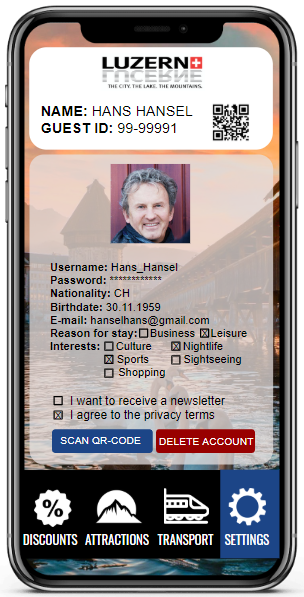 LUZERN
LUCERNE
THE CITY. THE LAKE. THE MOUNTAINS.
NAME: HANS HANSEL
GUEST ID: 99-99991
Username: Hans_Hansel
Password: ************
Nationality: CH
Birthdate: 30.11.1959
E-mail: hanselhans@gmail.com
Reason for stay: Business Leisure
Interests: Culture Nightlife
Sports Sightseeing
Shopping
I want to receive a newsletter
I agree to the privacy terms
SCAN QR-CODE DELETE ACCOUNT
DISCOUNTS ATTRACTIONS TRANSPORT SETTINGS